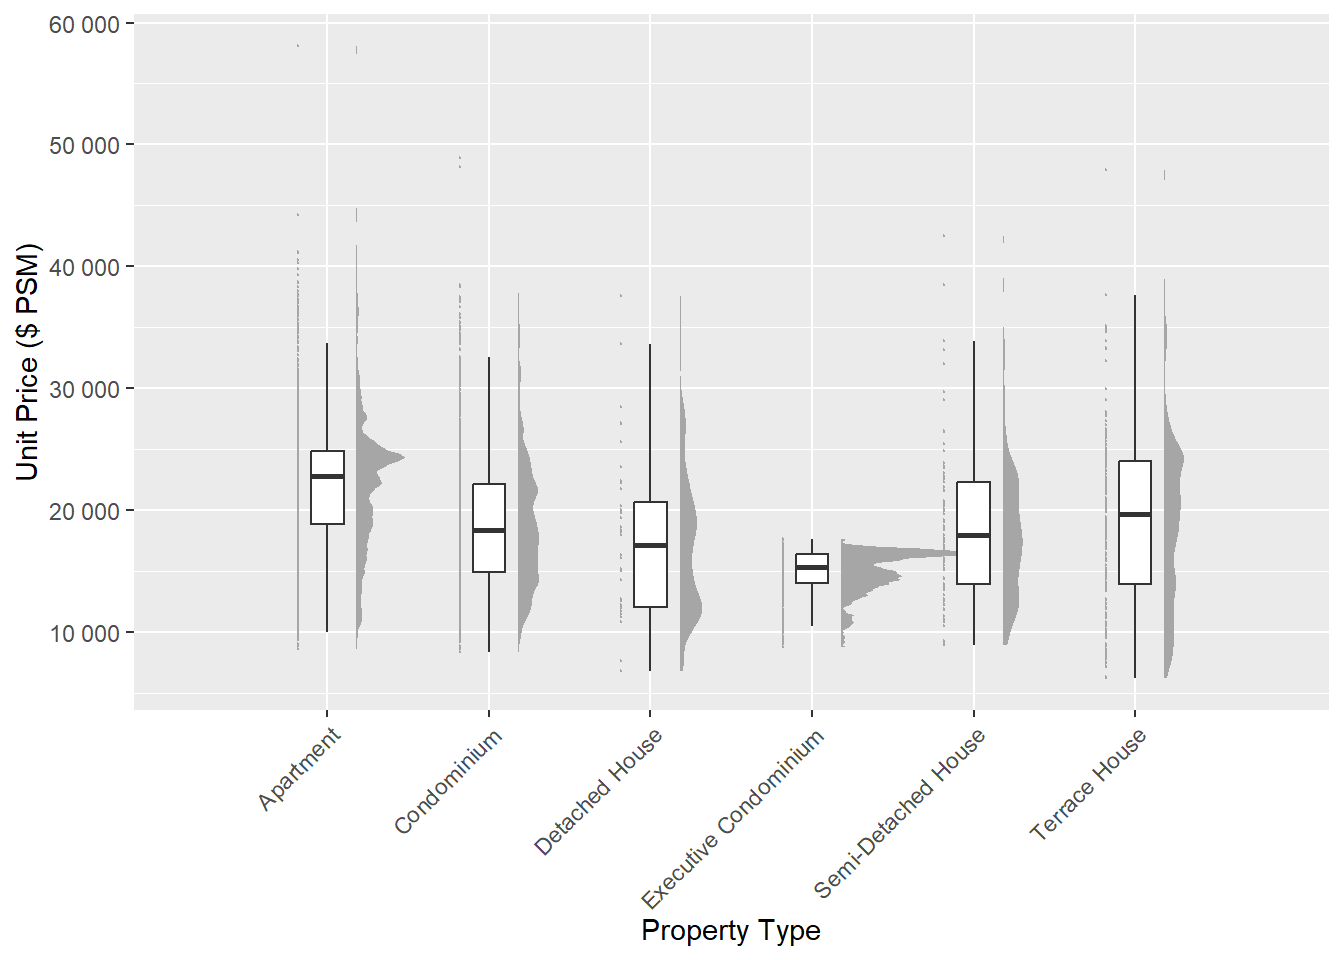 60 000
50 000
40 000
30 000
20 000
10 000
Unit Price ($ PSM)
Apartment
Condominium
Detached House
Executive Condominium
Semi-Detached House
Terrace House
Property Type